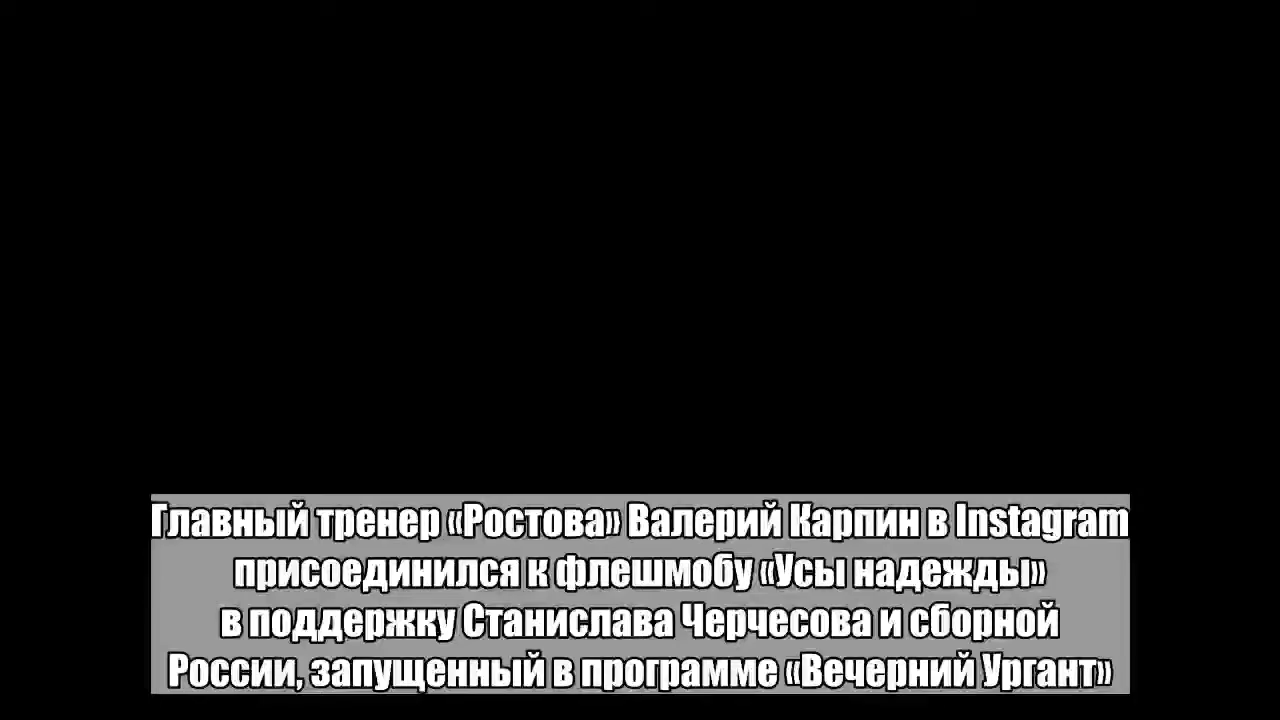 Главный тренер «Ростова» Валерий Карпин в Instagram
присоединился к флешмобу «Усы надежды»
в поддержку Станислава Черчесова и сборной
России, запущенный в программе «Вечерний Ургант»